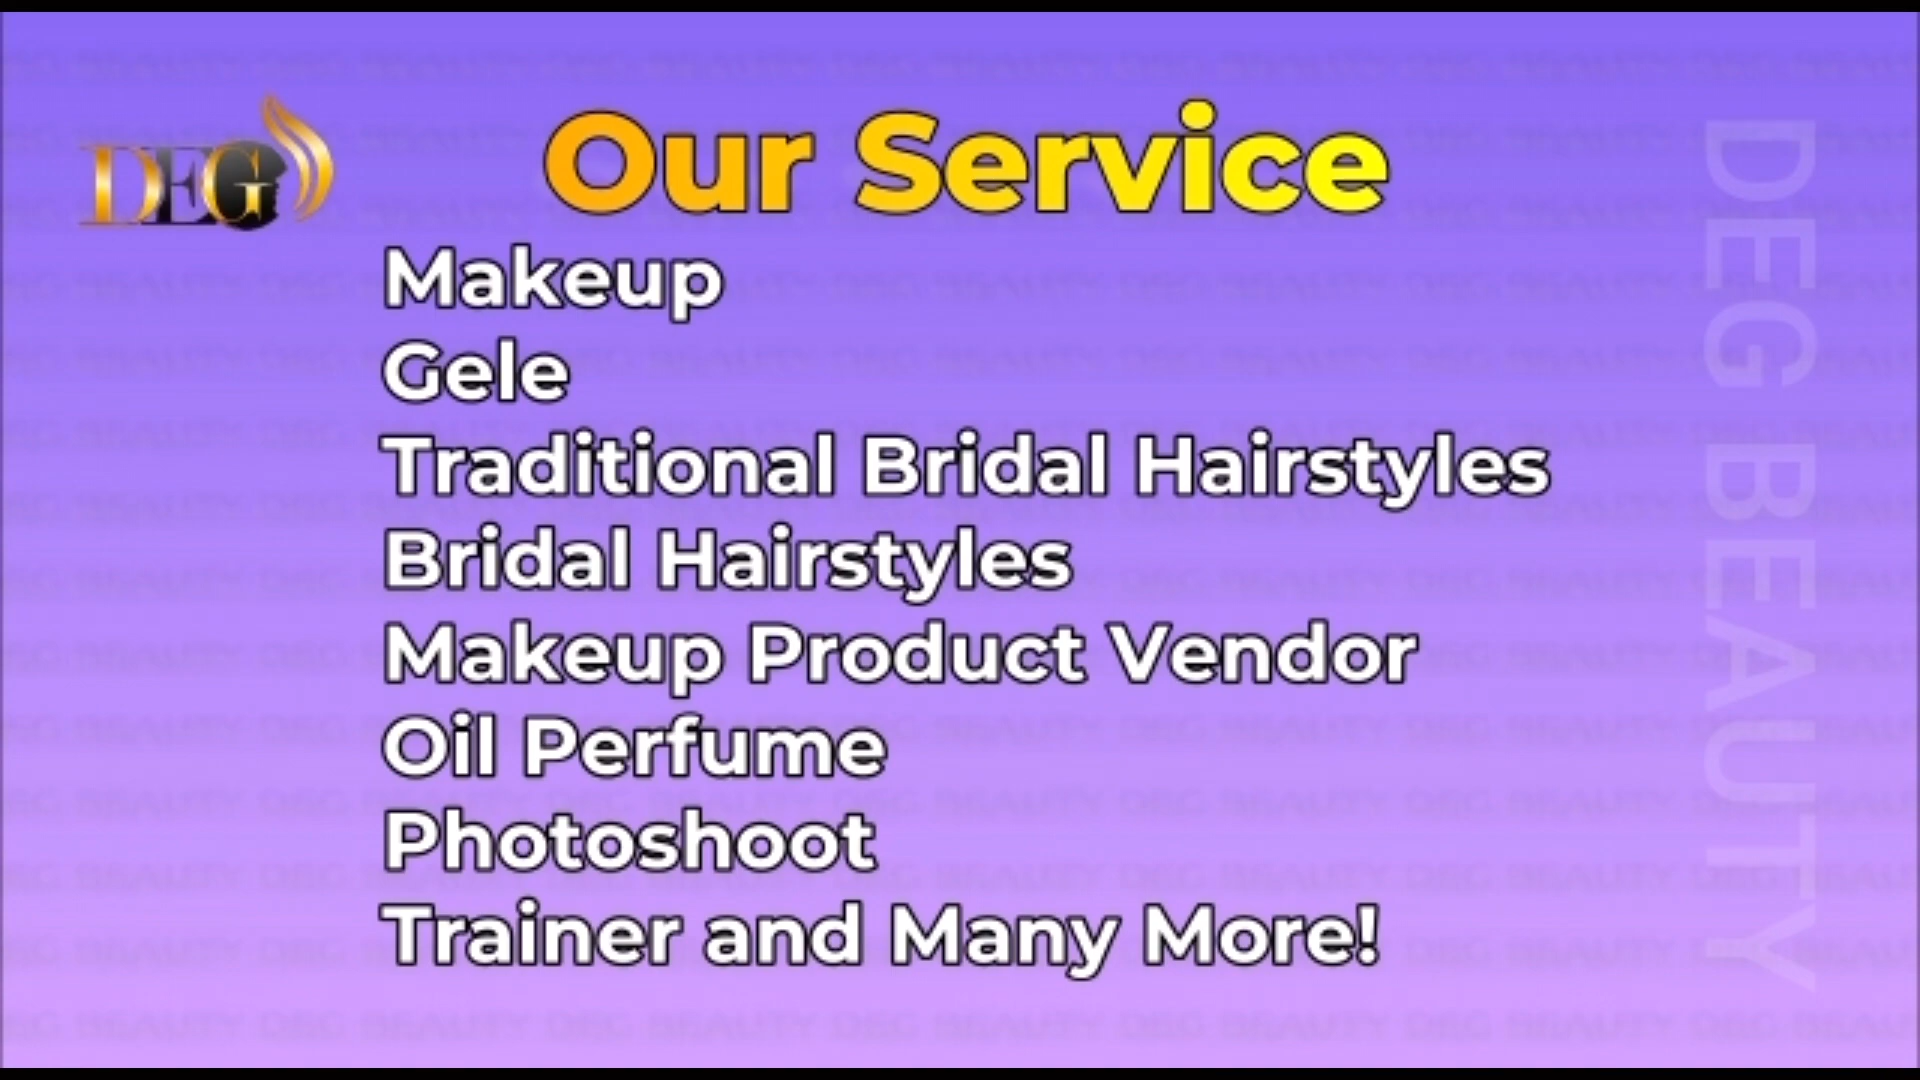 DEG
Our Service
Makeup
Gele
Traditional Bridal Hairstyles
Bridal Hairstyles
Makeup Product Vendor
Oil Perfume
Photoshoot
Trainer and Many More!
DEG BEAUTY